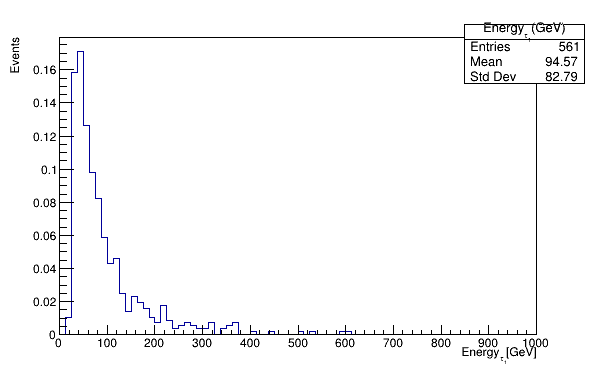 Energy_τ₁(GeV)
Entries 561
Mean 94.57
Std Dev 82.79
Events
0.16
0.14
0.12
0.1
0.08
0.06
0.04
0.02
0
0 100 200 300 400 500 600 700 800 900 1000
Energy_τ₁[GeV]